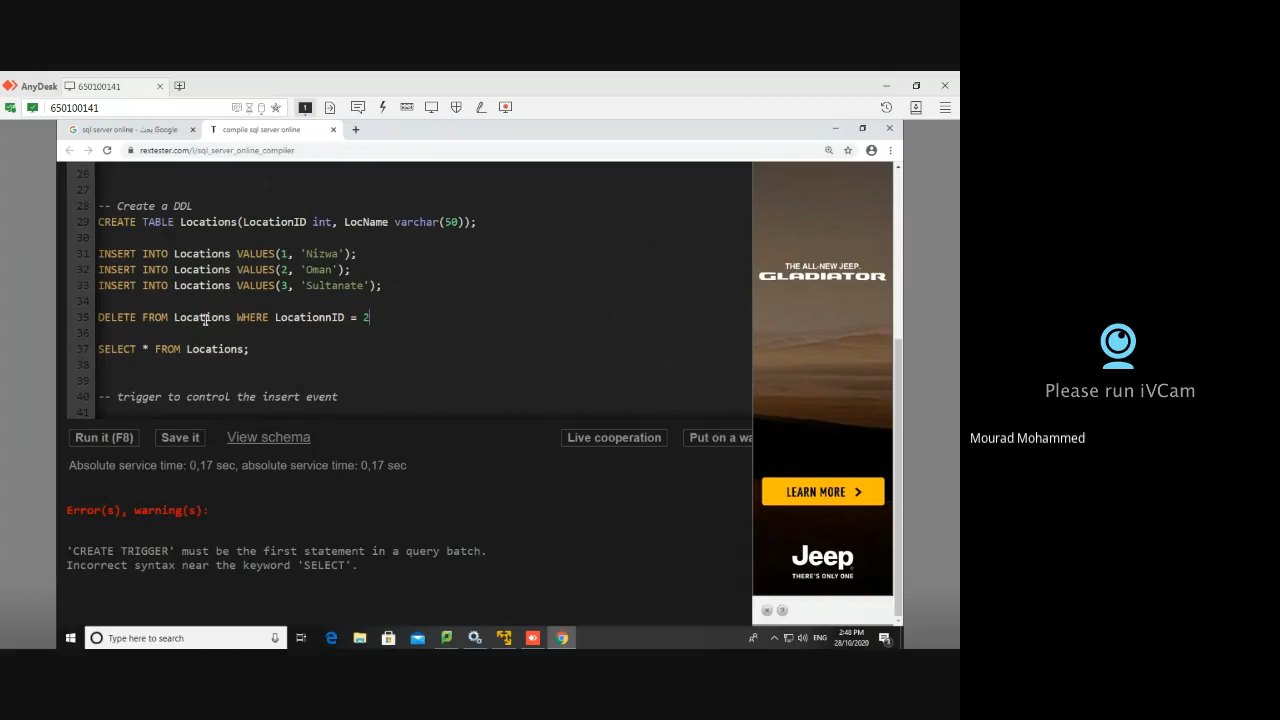 AnyDesk
650100141
650100141
1
sql server online - بحث Google
compile sql server online
rextester.com/l/sql_server_online_compiler
26
27
28 -- Create a DDL
29 CREATE TABLE Locations(LocationID int, LocName varchar(50));
30
31 INSERT INTO Locations VALUES(1, 'Nizwa');
32 INSERT INTO Locations VALUES(2, 'Oman');
33 INSERT INTO Locations VALUES(3, 'Sultanate');
34
35 DELETE FROM Locations WHERE LocationnID = 2
36
37 SELECT * FROM Locations;
38
39
40 -- trigger to control the insert event
41
Run it (F8) Save it View schema Live cooperation Put on a wa
Absolute service time: 0,17 sec, absolute service time: 0,17 sec
Error(s), warning(s):
'CREATE TRIGGER' must be the first statement in a query batch.
Incorrect syntax near the keyword 'SELECT'.
THE ALL-NEW JEEP.
GLADIATOR
LEARN MORE
Jeep
THERE'S ONLY ONE
Type here to search
ENG
2:48 PM
28/10/2020
Please run iVCam
Mourad Mohammed